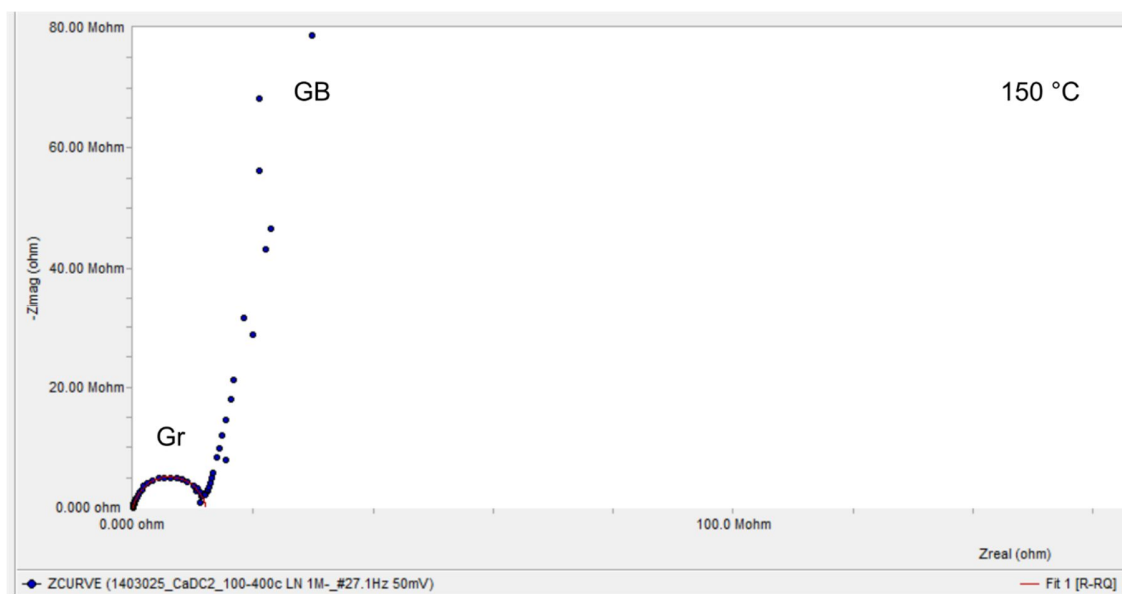 80.00 Mohm
GB
150 °C
60.00 Mohm
-Zimag (ohm)
40.00 Mohm
20.00 Mohm
Gr
0.000 ohm
0.000 ohm
100.0 Mohm
Zreal (ohm)
ZCURVE (1403025_CaDC2_100-400c LN 1M-_#27.1Hz 50mV)
Fit 1 [R-RQ]